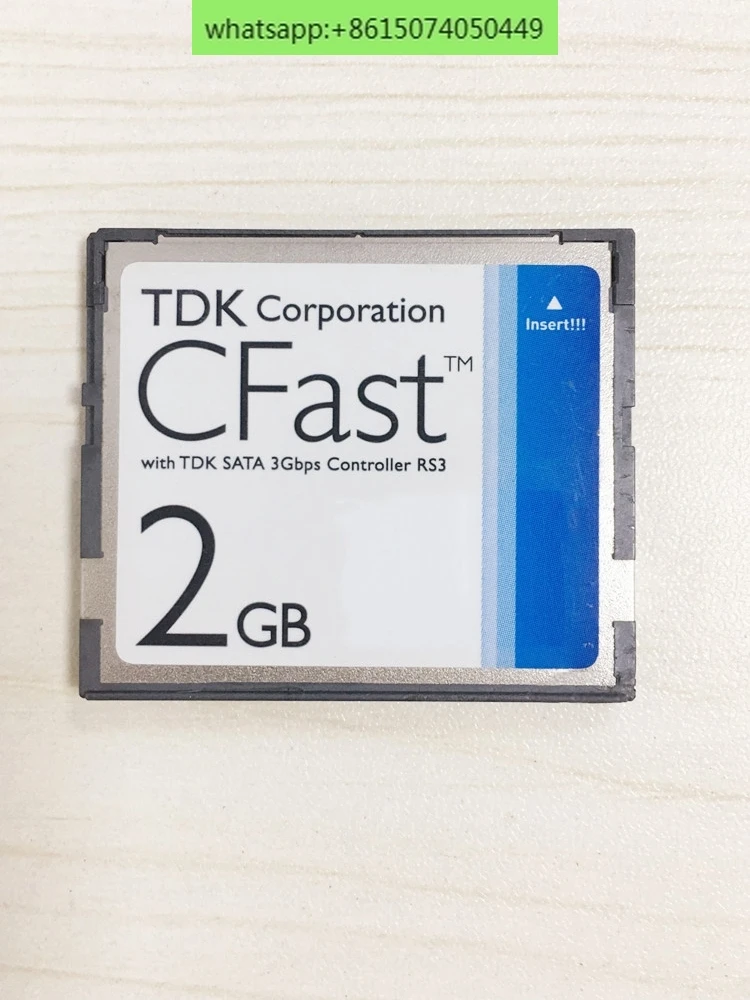 whatsapp:+8615074050449
TDK Corporation
CFast™
with TDK SATA 3Gbps Controller RS3
2GB
Insert!!!